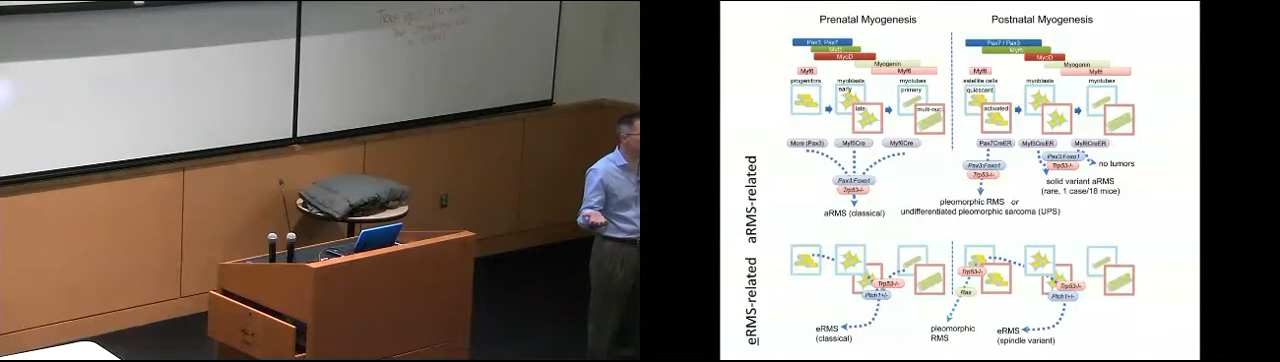 Prenatal Myogenesis
Postnatal Myogenesis
Pax3, Pax7
Myf5
MyoD
Myogenin
Myf6
Myf6
progenitors
myoblasts
early
late
myotubes
primary
multi-nuc
Pax7 / Pax3
Myf5
MyoD
Myogenin
Myf6
Myf6
satellite cells
quiescent
activated
myoblasts
myotubes
Myf5Cre
Myf6Cre
Pax3:Foxo1
Trp53-/-
aRMS (classical)
Pax7CreER
Myf5CreER
Myf6CreER
Pax3:Foxo1
Trp53-/-
Pax3:Foxo1
Trp53-/-
no tumors
solid variant aRMS
(rare, 1 case/18 mice)
pleomorphic RMS or
undifferentiated pleomorphic sarcoma (UPS)
aRMS-related
eRMS-related
Trp53-/-
Ptch1+/-
eRMS
(classical)
Trp53-/-
Ras
pleomorphic
RMS
Trp53-/-
Ptch1+/-
eRMS
(spindle variant)